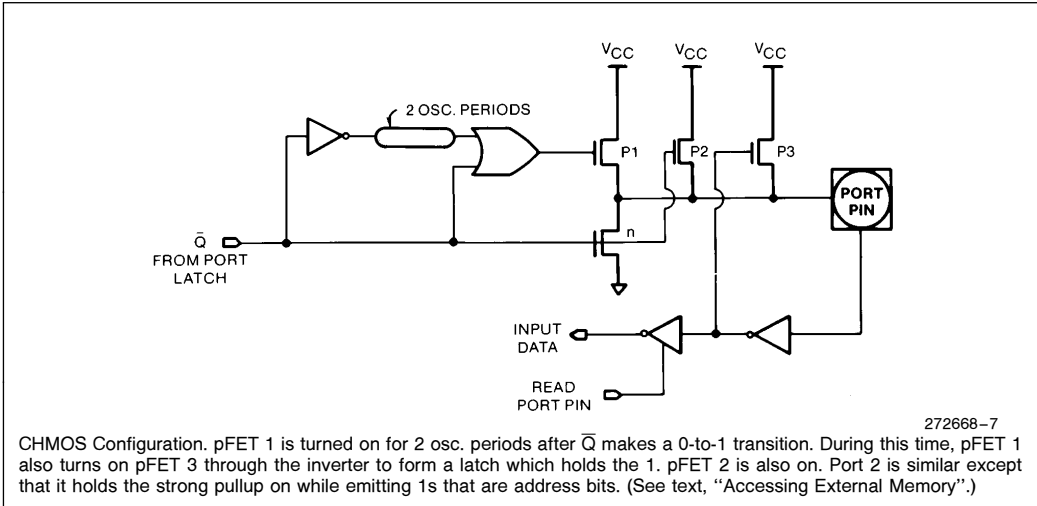 VCC
VCC
VCC
2 OSC. PERIODS
P1
P2
P3
PORT
PIN
Q̅
FROM PORT
LATCH
n
INPUT
DATA
READ
PORT PIN
272668–7
CHMOS Configuration. pFET 1 is turned on for 2 osc. periods after Q̅ makes a 0-to-1 transition. During this time, pFET 1
also turns on pFET 3 through the inverter to form a latch which holds the 1. pFET 2 is also on. Port 2 is similar except
that it holds the strong pullup on while emitting 1s that are address bits. (See text, ‘‘Accessing External Memory’’.)